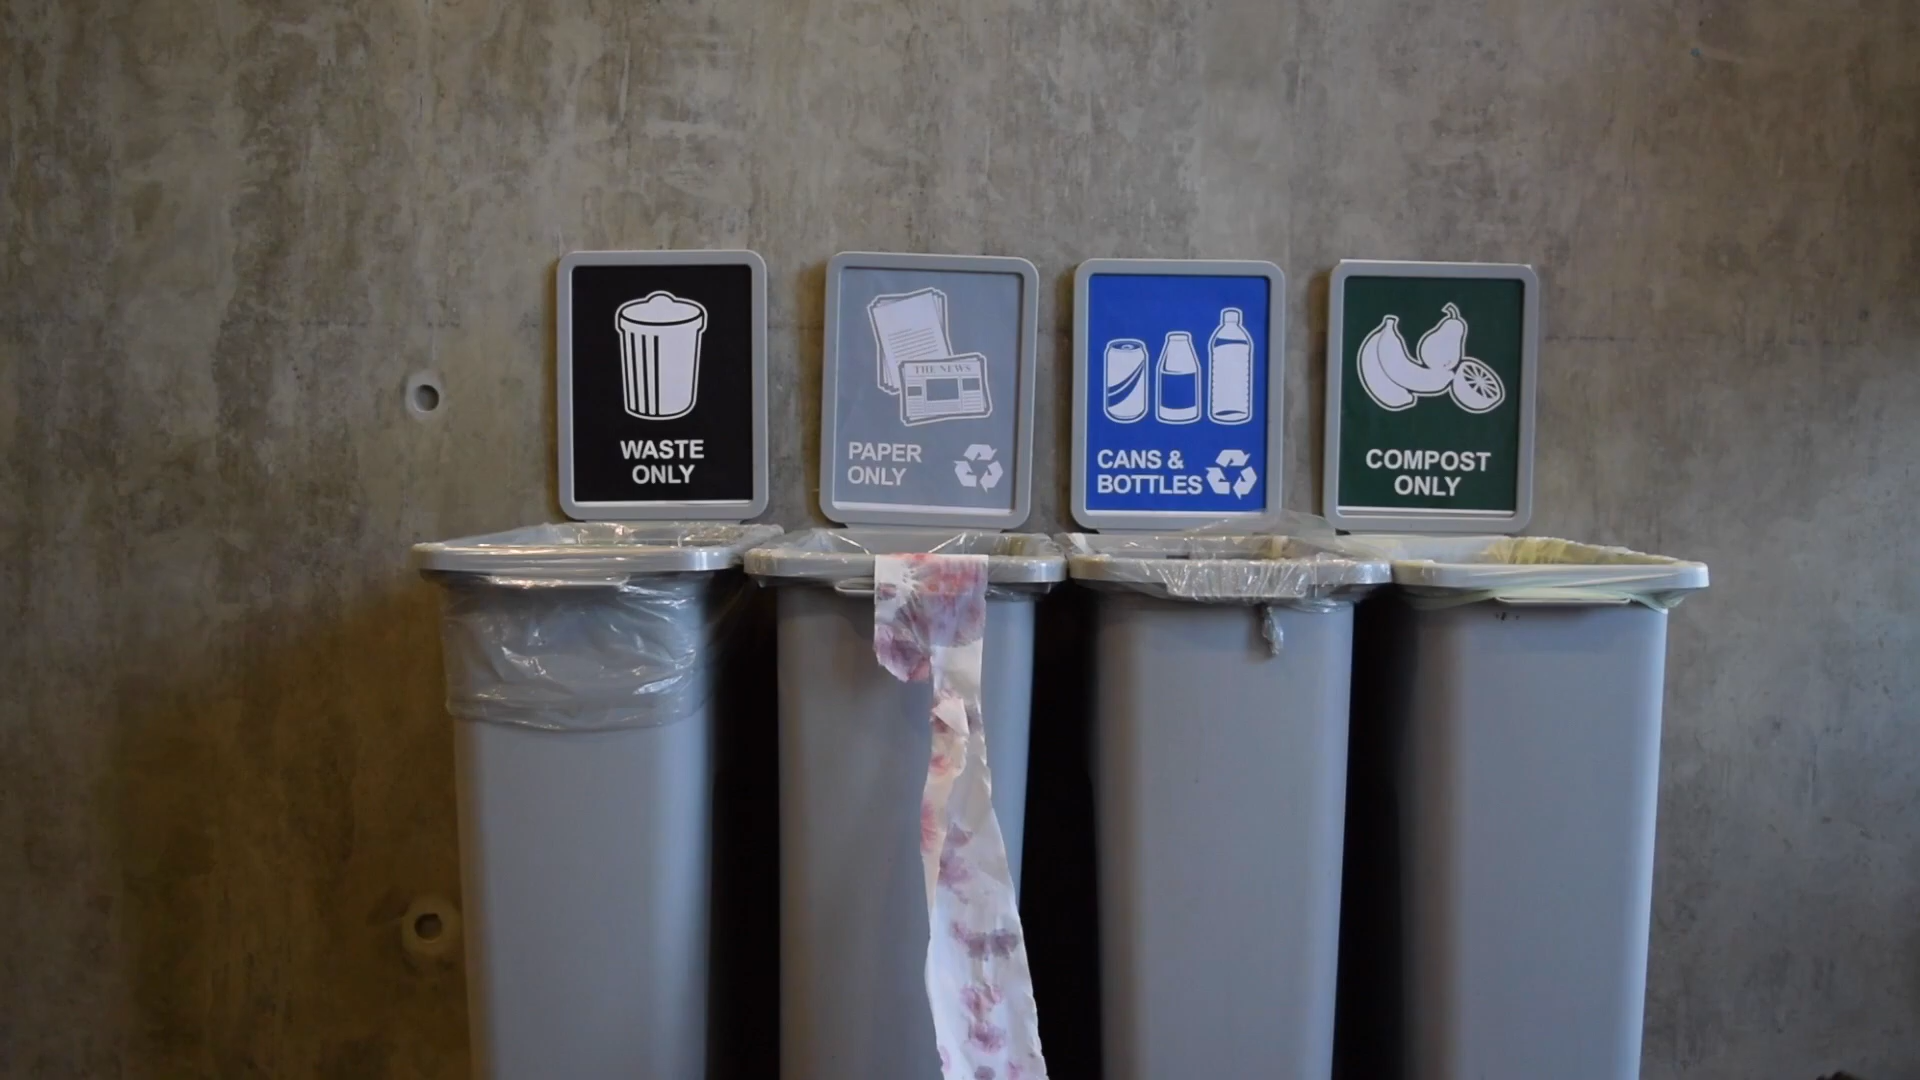 WASTE
ONLY
THE NEWS
PAPER
ONLY
CANS &
BOTTLES
COMPOST
ONLY